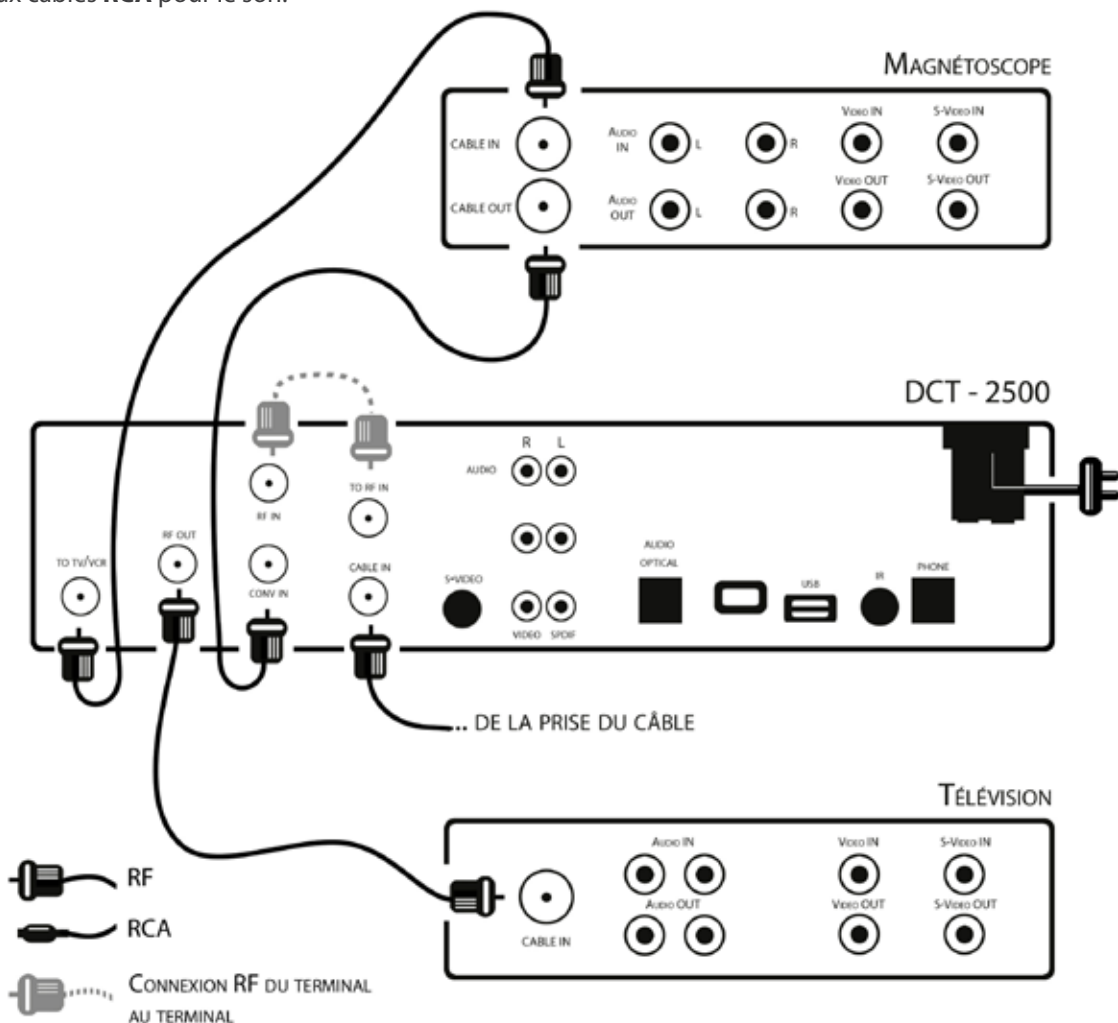 ux câbles RCA pour le son.
MAGNÉTOSCOPE
CABLE IN
AUDIO
IN
L
R
VIDEO IN
S-VIDEO IN
CABLE OUT
AUDIO
OUT
L
R
VIDEO OUT
S-VIDEO OUT
DCT - 2500
TO TV/VCR
RF OUT
RF IN
CONV IN
TO RF IN
CABLE IN
S-VIDEO
R L
AUDIO
VIDEO SPDIF
AUDIO
OPTICAL
USB
IR
PHONE
... DE LA PRISE DU CÂBLE
TÉLÉVISION
CABLE IN
AUDIO IN
AUDIO OUT
VIDEO IN
VIDEO OUT
S-VIDEO IN
S-VIDEO OUT
RF
RCA
CONNEXION RF DU TERMINAL
AU TERMINAL